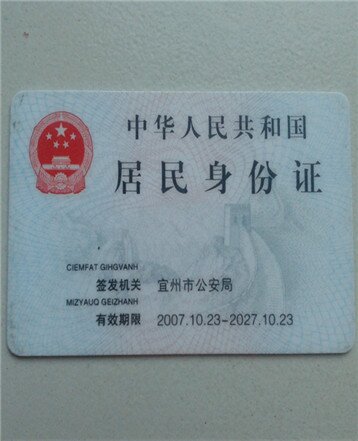 中华人民共和国
居民身份证
CIEMFAT GIHGVANH
签发机关 宜州市公安局
MIZYAUQ GEIZHANH
有效期限 2007.10.23-2027.10.23